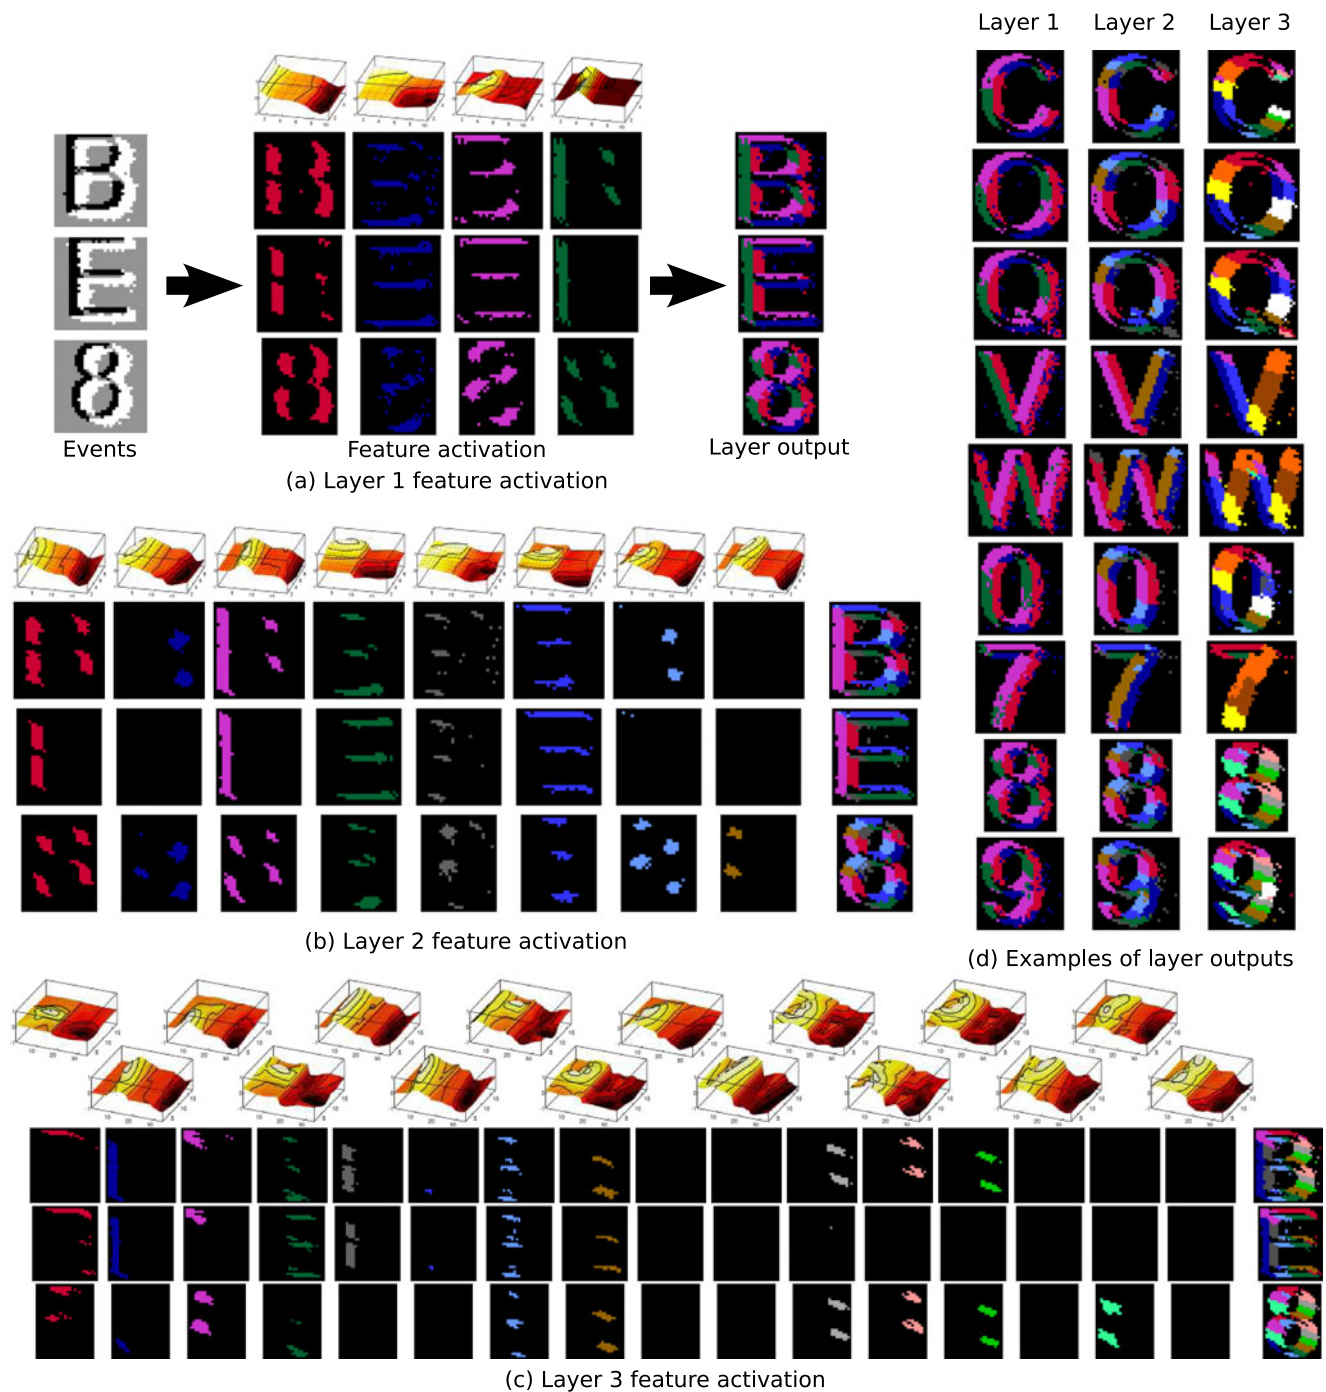 Layer 1 Layer 2 Layer 3
Events
Feature activation
Layer output
(a) Layer 1 feature activation
(b) Layer 2 feature activation
(d) Examples of layer outputs
(c) Layer 3 feature activation